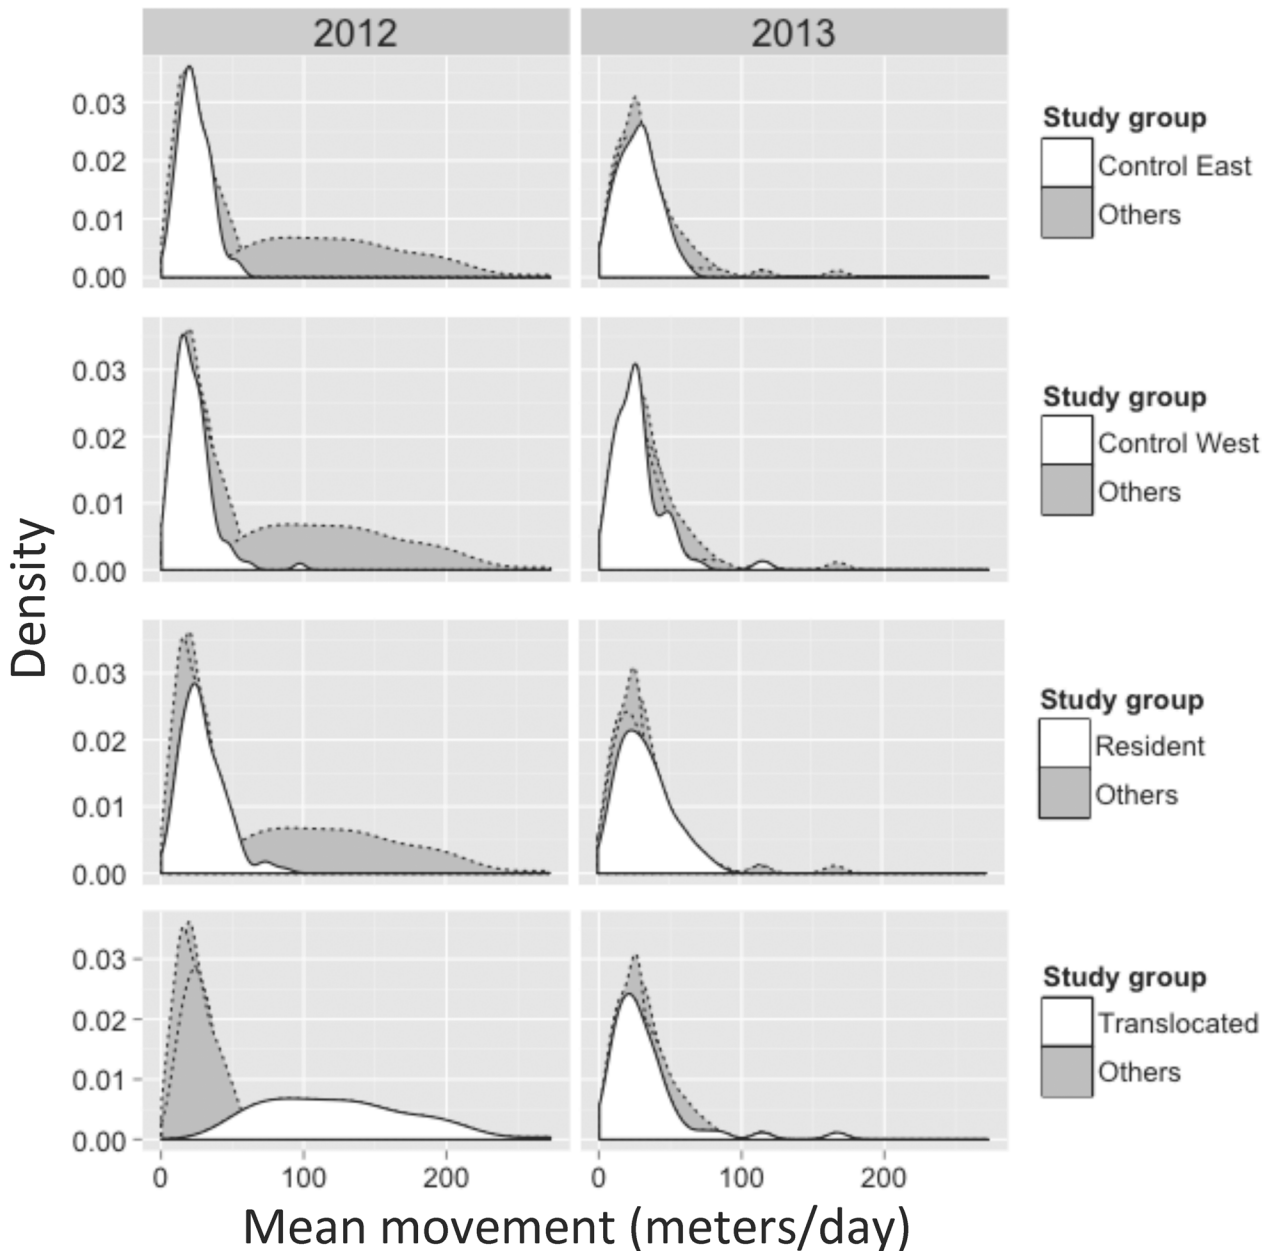 2012 2013
0.03
0.02
0.01
0.00
Study group
Control East
Others
0.03
0.02
0.01
0.00
Study group
Control West
Others
0.03
0.02
0.01
0.00
Study group
Resident
Others
0.03
0.02
0.01
0.00
Study group
Translocated
Others
Density
0 100 200 0 100 200
Mean movement (meters/day)